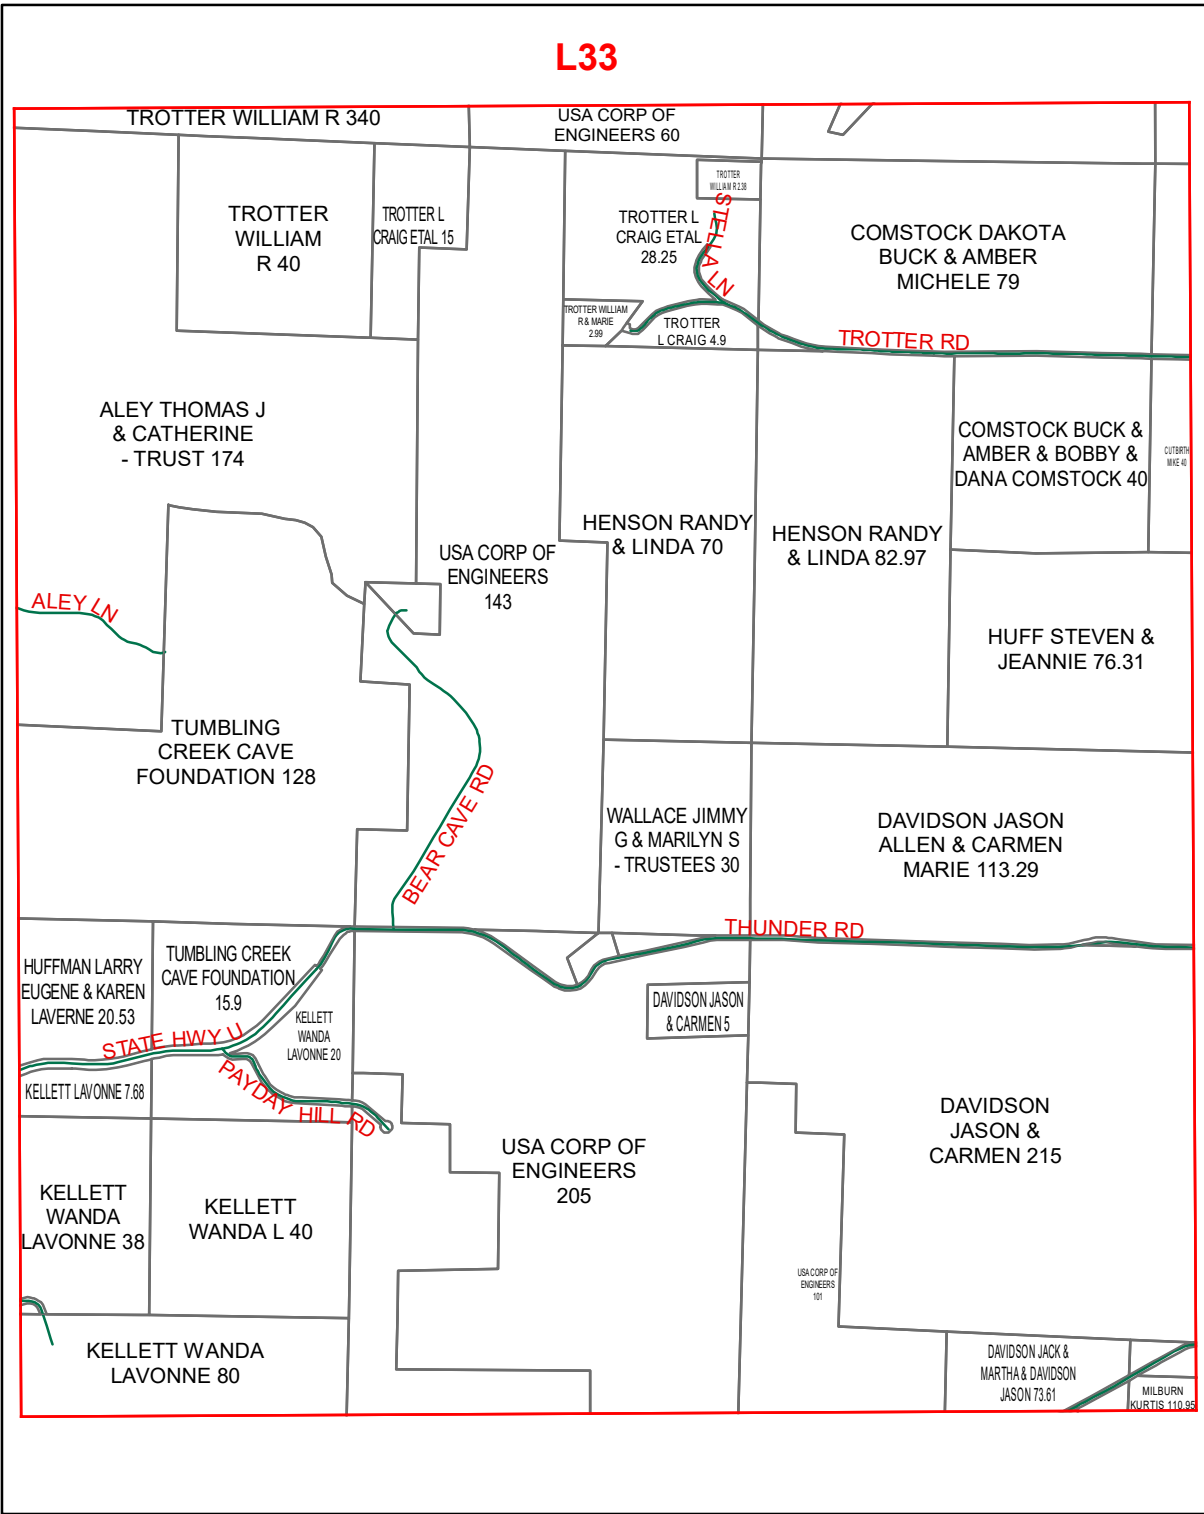 L33
TROTTER WILLIAM R 340
USA CORP OF
ENGINEERS 60
TROTTER
WILLIAM R 2.38
TROTTER
WILLIAM
R 40
TROTTER L
CRAIG ETAL 15
TROTTER L
CRAIG ETAL
28.25
STELLA LN
COMSTOCK DAKOTA
BUCK & AMBER
MICHELE 79
TROTTER WILLIAM
R & MARIE
2.99
TROTTER
L CRAIG 4.9
TROTTER RD
ALEY THOMAS J
& CATHERINE
- TRUST 174
COMSTOCK BUCK &
AMBER & BOBBY &
DANA COMSTOCK 40
CUTBIRTH
MIKE 40
HENSON RANDY
& LINDA 70
HENSON RANDY
& LINDA 82.97
USA CORP OF
ENGINEERS
143
ALEY LN
HUFF STEVEN &
JEANNIE 76.31
TUMBLING
CREEK CAVE
FOUNDATION 128
BEAR CAVE RD
WALLACE JIMMY
G & MARILYN S
- TRUSTEES 30
DAVIDSON JASON
ALLEN & CARMEN
MARIE 113.29
THUNDER RD
HUFFMAN LARRY
EUGENE & KAREN
LAVERNE 20.53
TUMBLING CREEK
CAVE FOUNDATION
15.9
KELLETT
WANDA
LAVONNE 20
DAVIDSON JASON
& CARMEN 5
STATE HWY U
KELLETT LAVONNE 7.68
PAYDAY HILL RD
USA CORP OF
ENGINEERS
205
DAVIDSON
JASON &
CARMEN 215
KELLETT
WANDA
LAVONNE 38
KELLETT
WANDA L 40
USA CORP OF
ENGINEERS
101
KELLETT WANDA
LAVONNE 80
DAVIDSON JACK &
MARTHA & DAVIDSON
JASON 73.61
MILBURN
KURTIS 110.95